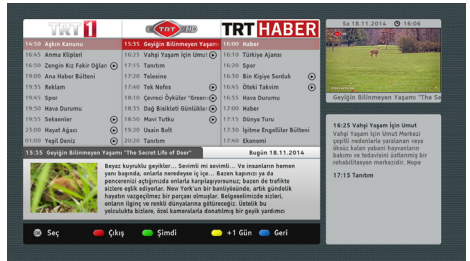 TRT 1
TRT HD
TRT HABER
Sa 18.11.2014 16:06
14:50 Aşkın Kanunu
16:45 Anma Klipleri
16:50 Zengin Kız Fakir Oğlan
19:00 Ana Haber Bülteni
19:35 Reklam
19:45 Spor
19:50 Hava Durumu
19:55 Seksenler
23:00 Hayat Ağacı
01:00 Yeşil Deniz
15:35 Geyiğin Bilinmeyen Yaşamı
16:25 Vahşi Yaşam İçin Umut
17:15 Tanıtım
17:20 Telesine
17:40 Tek Nefes
18:10 Çevreci Öyküler "Green
18:35 Dağ Bisikleti Günlükle
18:50 Mavi Tutku
19:20 Usain Bolt
20:20 Tanıtım
16:00 Haber
16:10 Türkiye Ajansı
16:20 Spor
16:30 Bin Kişiye Sorduk
16:45 Öteki Takvim
16:55 Hava Durumu
17:00 Haber
17:15 Dünya Turu
17:30 İşitme Engelliler Bülteni
17:40 Ekonomi
Geyiğin Bilinmeyen Yaşamı "The Se
15:35 Geyiğin Bilinmeyen Yaşamı "The Secret Life of Deer"
Bugün 18.11.2014
Beyaz kuyruklu geyikler... Sevimli mi sevimli... Ve insanların hemen
yanı başında, onlarla neredeyse iç içe... Bazen kapınızı ya da
pencerenizi açtığınızda onlarla karşılaşıyorsunuz; bazen de trafikte
sizlere eşlik ediyorlar. New York'un bir banliyösünde, artık gündelik
hayatın vazgeçilmez bir parçası olmuşlar. Belgeselimizde sizleri,
onların ilginç ve renkli dünyalarına götüreceğiz. Üstelik bu
yolculukta bizlere, özel kameralarla donatılmış bir geyik yardımcı
16:25 Vahşi Yaşam İçin Umut
Vahşi Yaşam İçin Umut Merkezi
çeşitli nedenlerle yaralanan veya
öksüz kalan yabani hayvanların
bakımı ve tedavisini üstlenmiş bir
rehabilitasyon merkezidir. Hope
17:15 Tanıtım
Seç
Çıkış
Şimdi
+1 Gün
Geri